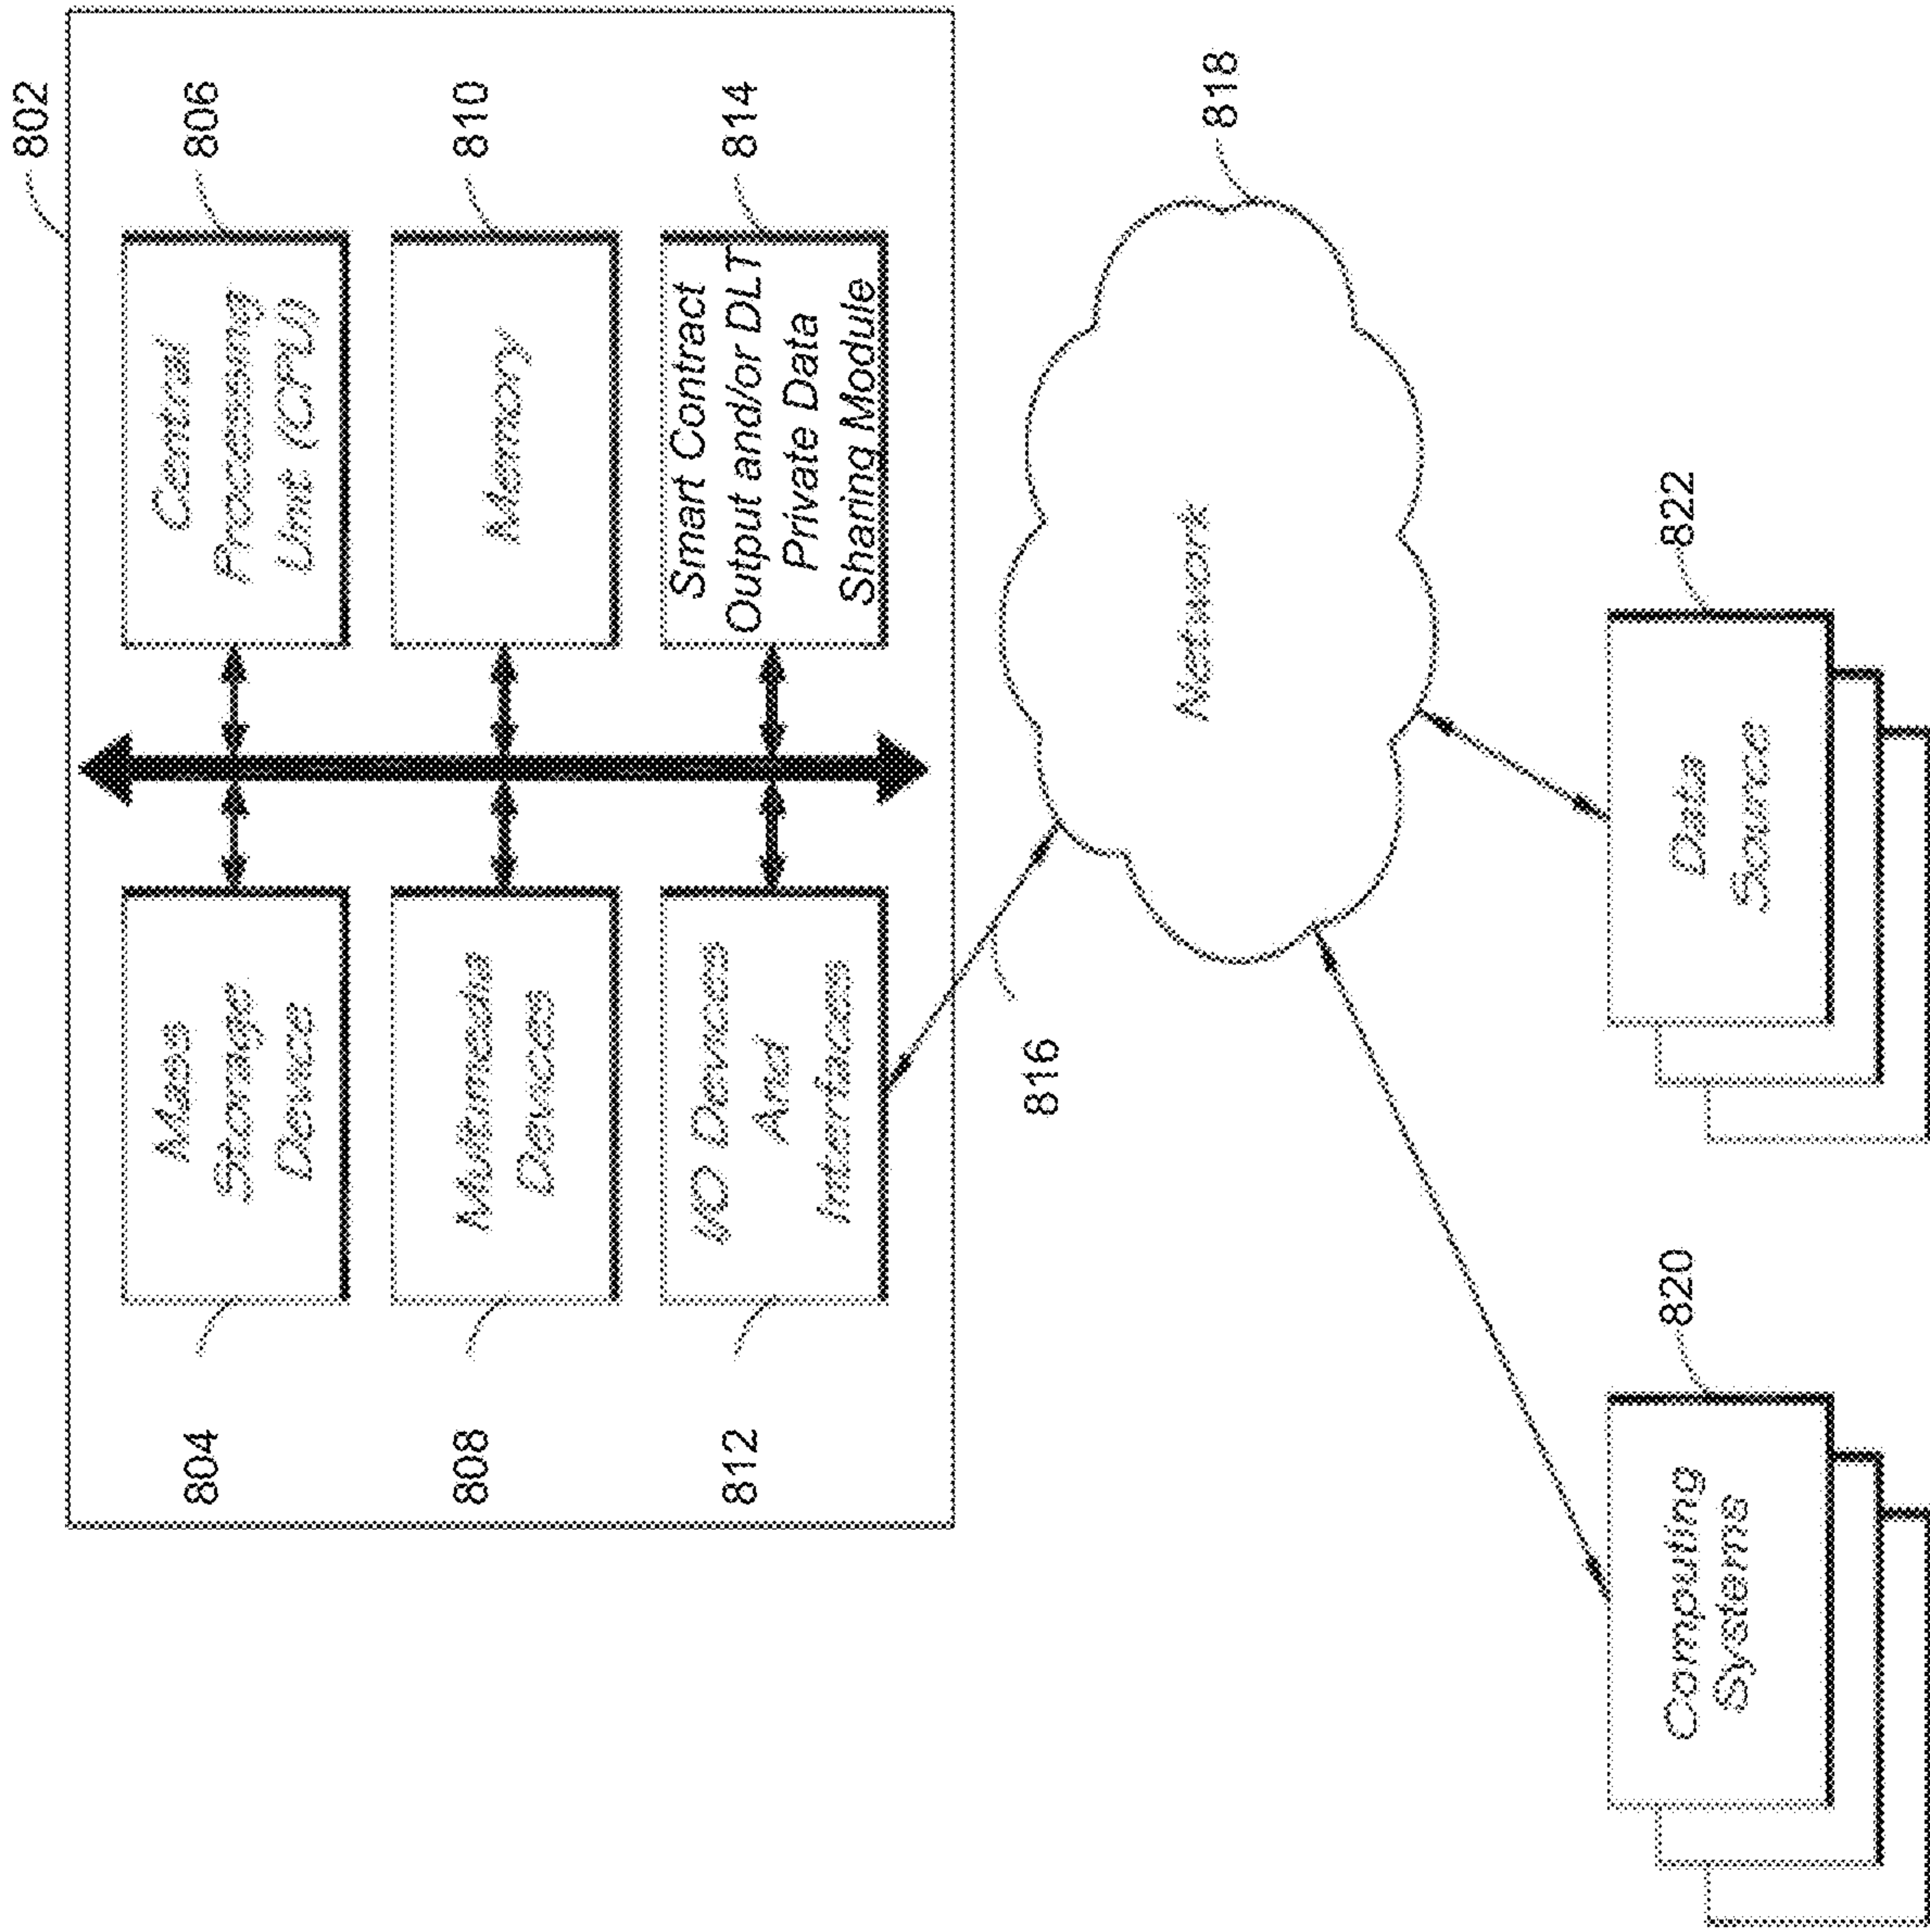 802
804
Mass
Storage
Device
Central
Processing
Unit (CPU)
806
808
Multimedia
Devices
Memory
810
812
I/O Devices
And
Interfaces
Smart Contract
Output and/or DLT
Private Data
Sharing Module
814
816
Network
818
Computing
Systems
820
Data
Source
822